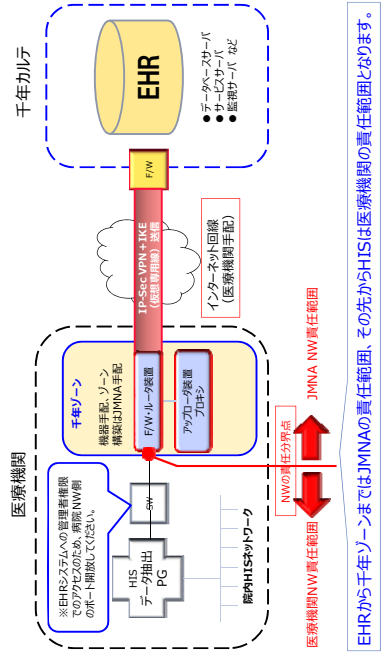 医療機関
千年カルテ
※EHRシステムへの管理者権限
でのアクセスのため、病院NW側
のポート開放してください。
千年ゾーン
機器手配、ゾーン
構築はJMNA手配
HIS
データ抽出
PG
SW
F/W・ルータ装置
アップローダ装置
プロキシ
IP-Sec VPN+IKE
(仮想専用線)送信
F/W
EHR
●データベースサーバ
●サービスサーバ
●監視サーバ など
院内HISネットワーク
インターネット回線
(医療機関手配)
NWの責任分界点
医療機関NW責任範囲
JMNA NW責任範囲
EHRから千年ゾーンまではJMNAの責任範囲、その先からHISは医療機関の責任範囲となります。